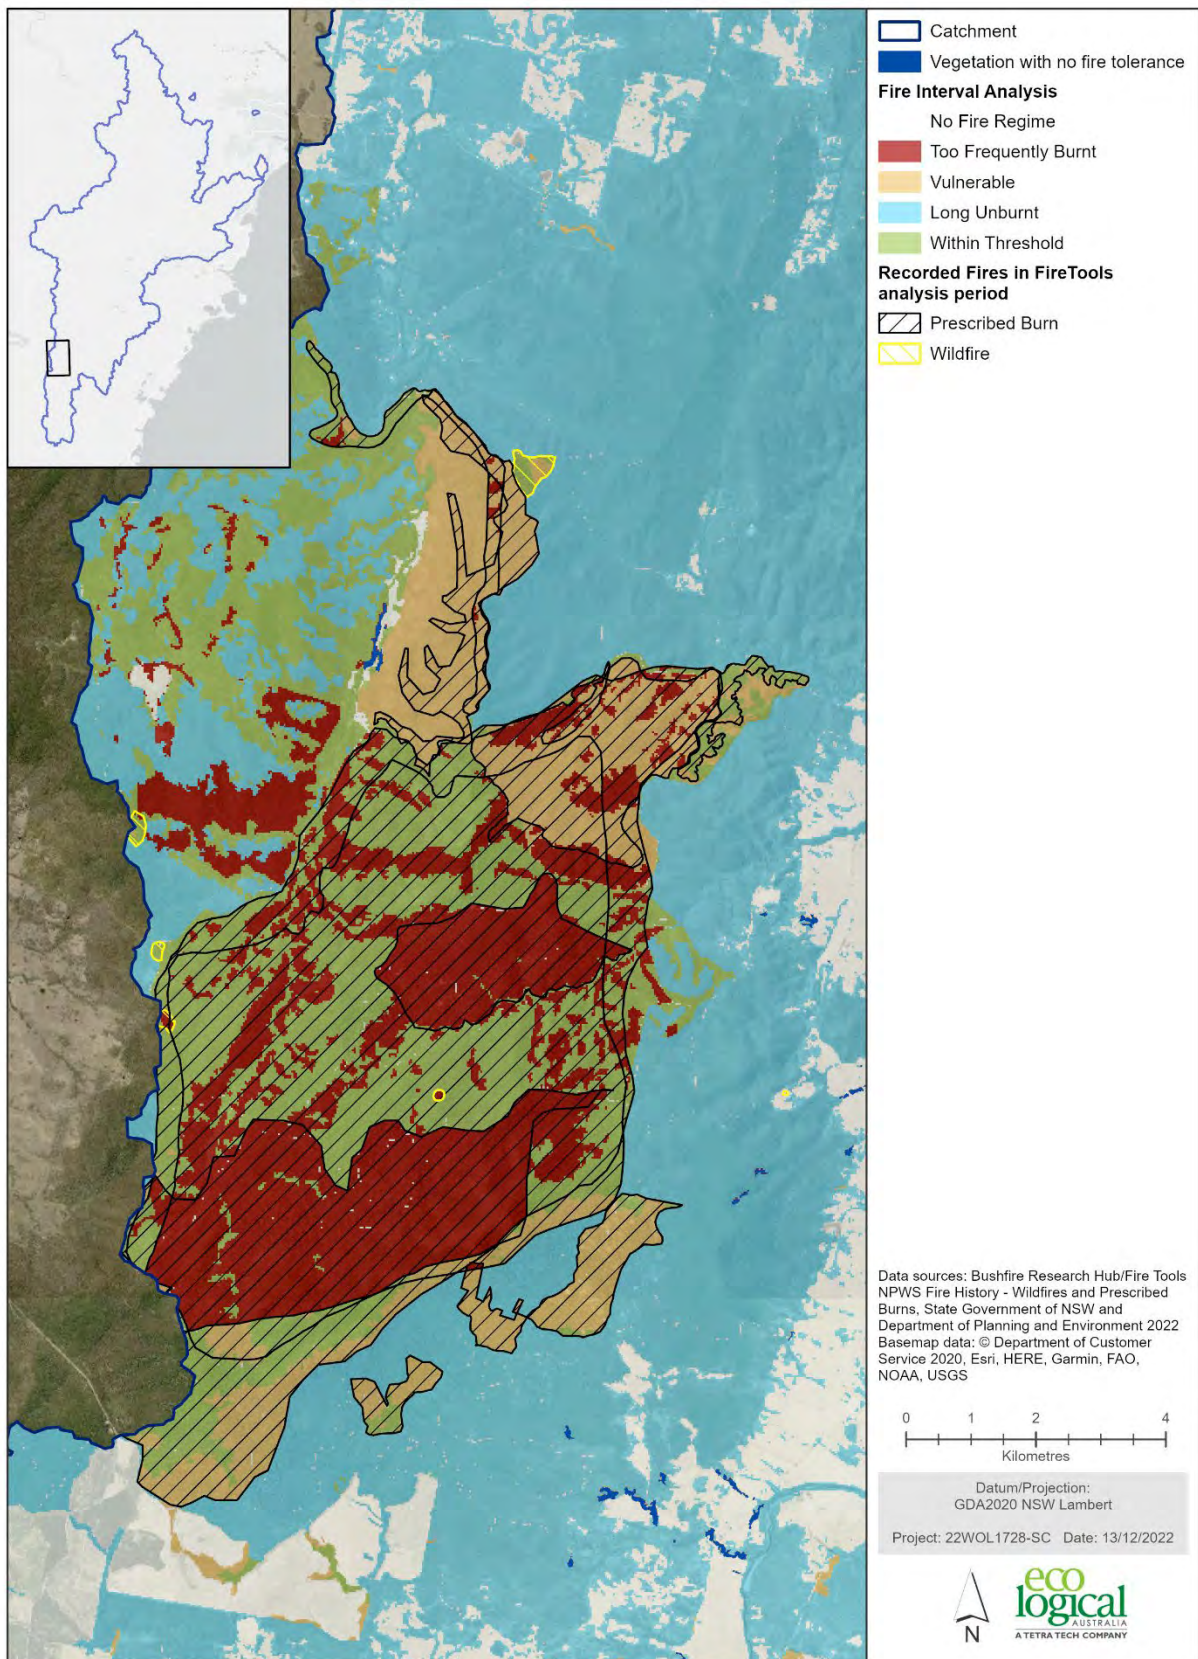 Catchment
Vegetation with no fire tolerance
Fire Interval Analysis
No Fire Regime
Too Frequently Burnt
Vulnerable
Long Unburnt
Within Threshold
Recorded Fires in FireTools
analysis period
Prescribed Burn
Wildfire
Data sources: Bushfire Research Hub/Fire Tools
NPWS Fire History - Wildfires and Prescribed
Burns, State Government of NSW and
Department of Planning and Environment 2022
Basemap data: © Department of Customer
Service 2020, Esri, HERE, Garmin, FAO,
NOAA, USGS
0 1 2 4
Kilometres
Datum/Projection:
GDA2020 NSW Lambert
Project: 22WOL1728-SC Date: 13/12/2022
N
eco
logical
AUSTRALIA
A TETRA TECH COMPANY